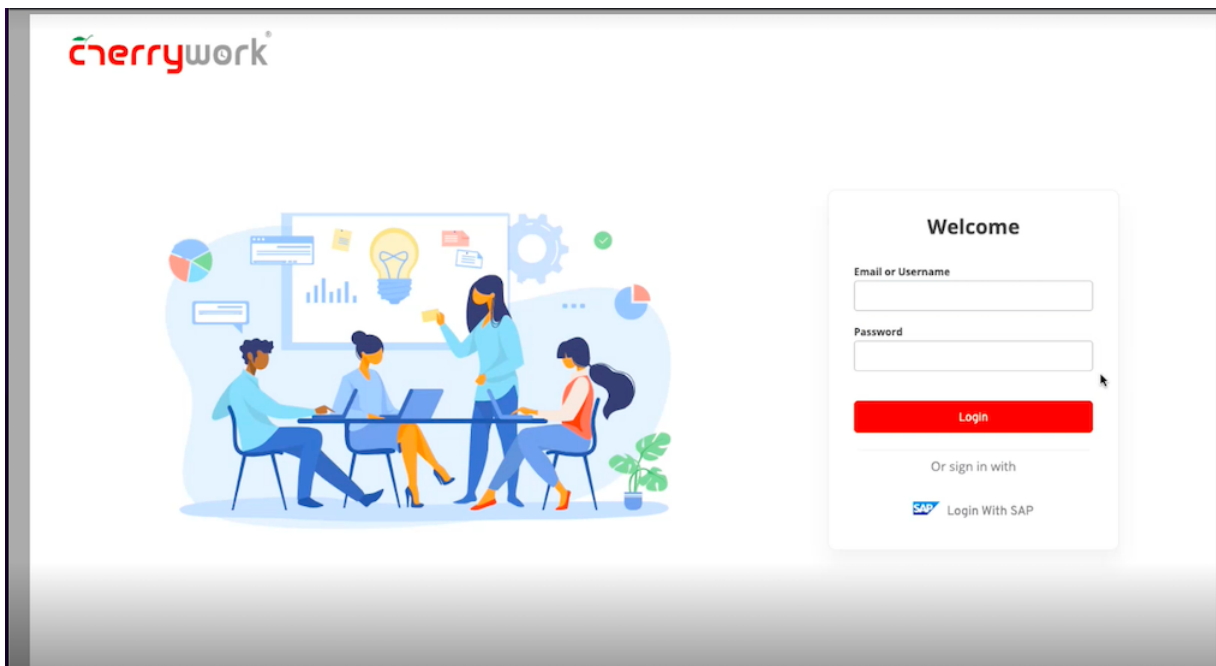 cherrywork®
Welcome
Email or Username
Password
Login
Or sign in with
SAP Login With SAP